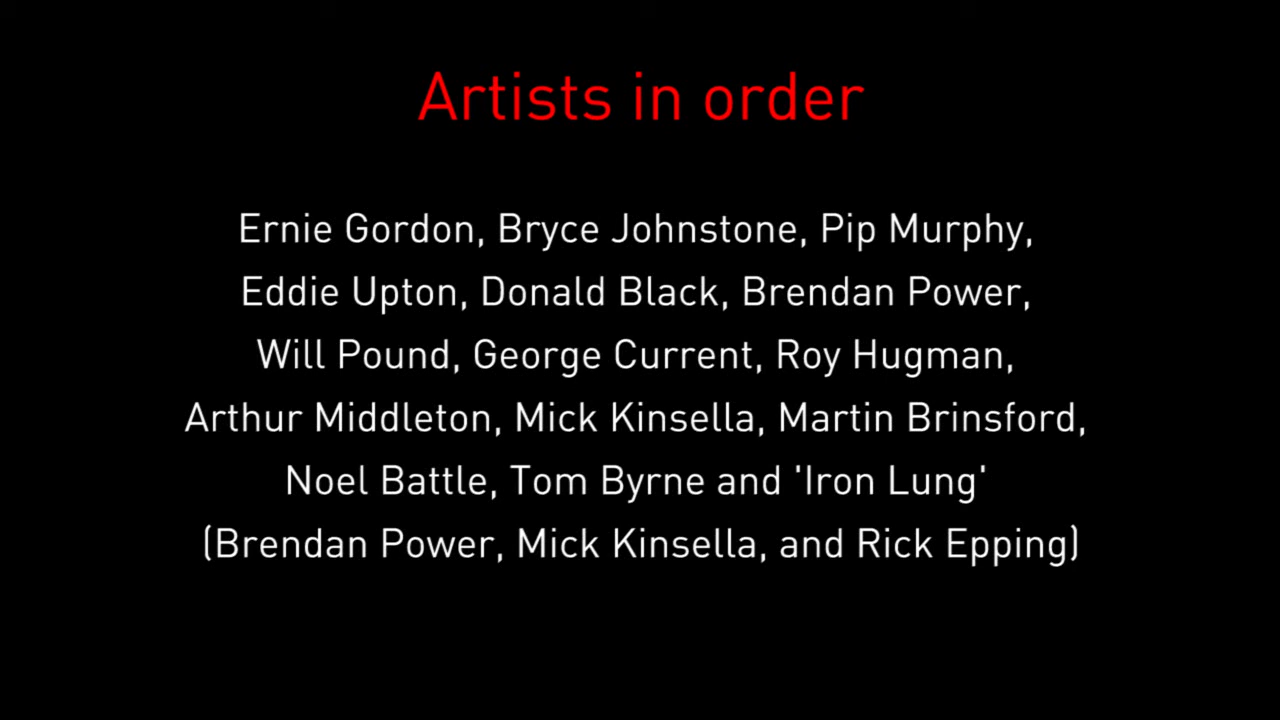 Artists in order
Ernie Gordon, Bryce Johnstone, Pip Murphy,
Eddie Upton, Donald Black, Brendan Power,
Will Pound, George Current, Roy Hugman,
Arthur Middleton, Mick Kinsella, Martin Brinsford,
Noel Battle, Tom Byrne and 'Iron Lung'
(Brendan Power, Mick Kinsella, and Rick Epping)